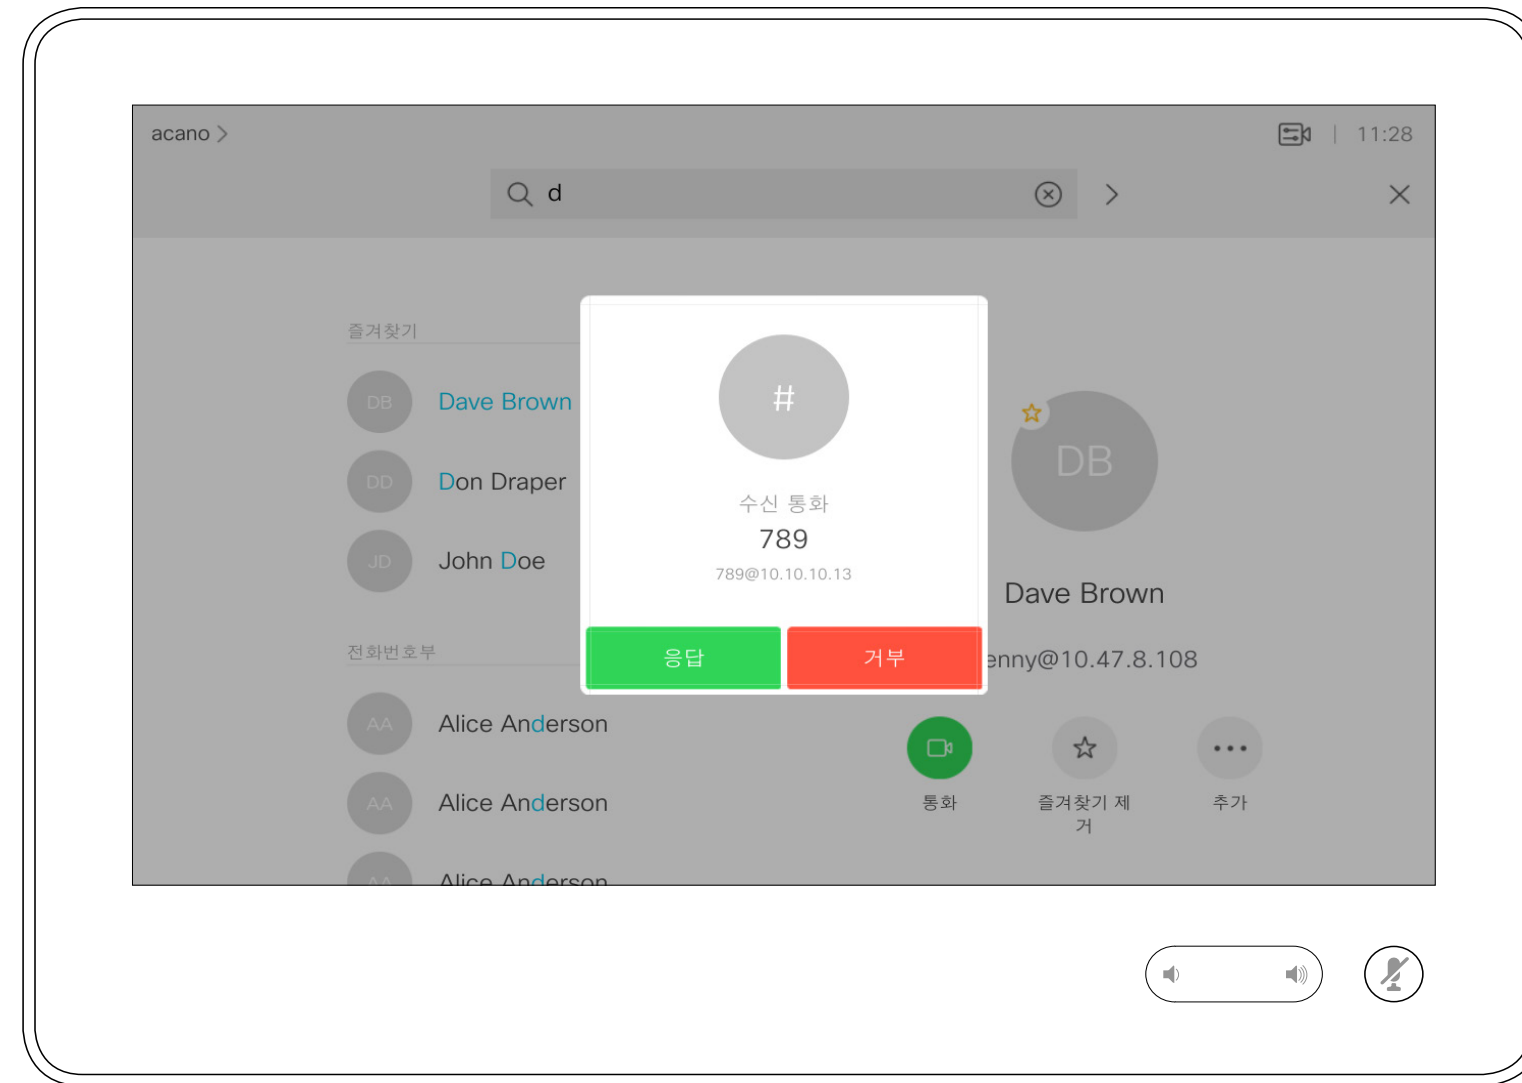 acano
11:28
d
즐겨찾기
DB
Dave Brown
DD
Don Draper
JD
John Doe
전화번호부
AA
Alice Anderson
AA
Alice Anderson
AA
Alice Anderson
#
수신 통화
789
789@10.10.10.13
응답
거부
DB
Dave Brown
enny@10.47.8.108
통화
즐겨찾기 제
거
추가